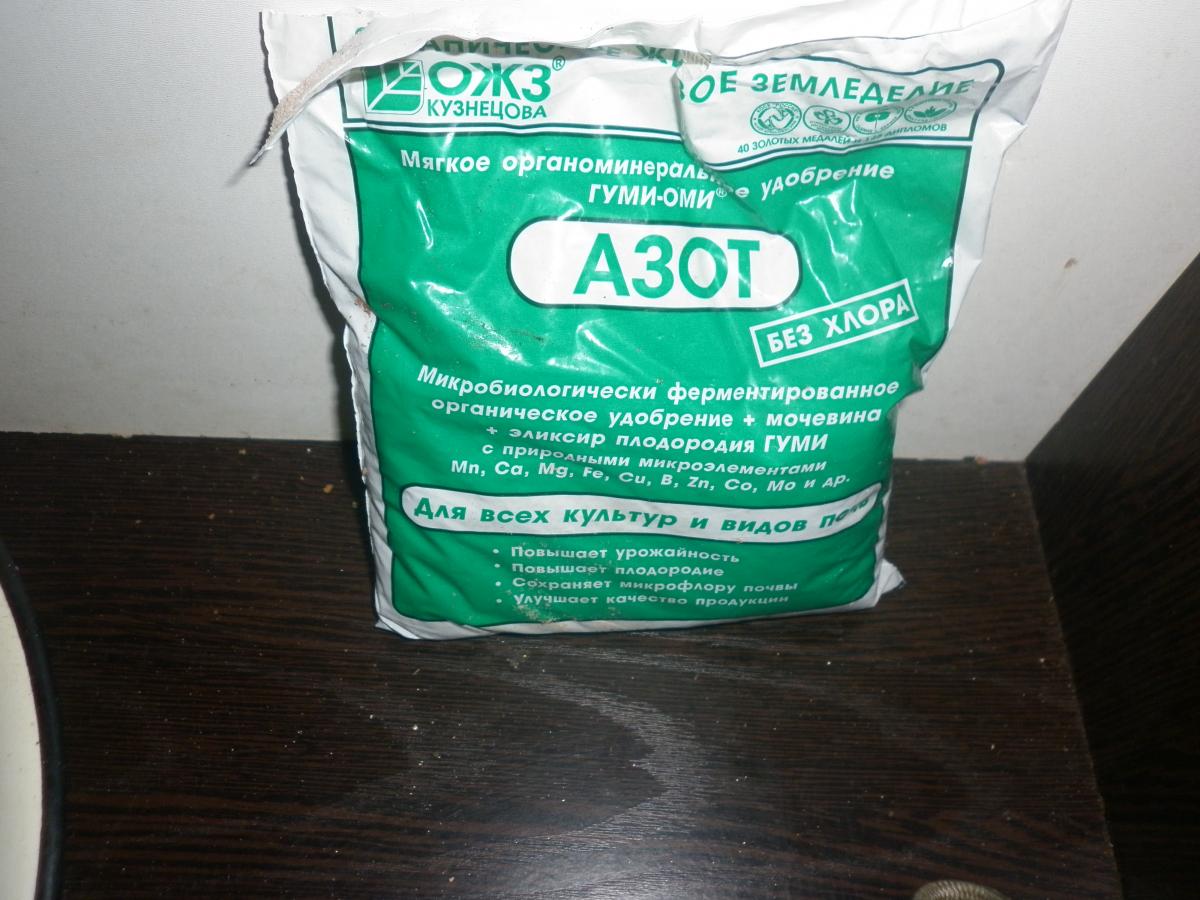 ОЖЗ®
КУЗНЕЦОВА
ЗЕМЛЕДЕЛИЕ
40 ЗОЛОТЫХ МЕДАЛЕЙ И ДИПЛОМОВ
Мягкое удобрение
ГУМИ-ОМИ®
АЗОТ
БЕЗ ХЛОРА
Микробиологически ферментированное
органическое удобрение + мочевина
+ эликсир плодородия ГУМИ
с природными микроэлементами
Mn, Ca, Mg, Fe, Cu, B, Zn, Co, Mo и др.
Для всех культур и видов
• Повышает урожайность
• Повышает плодородие
• Сохраняет микрофлору почвы
• Улучшает качество продукции